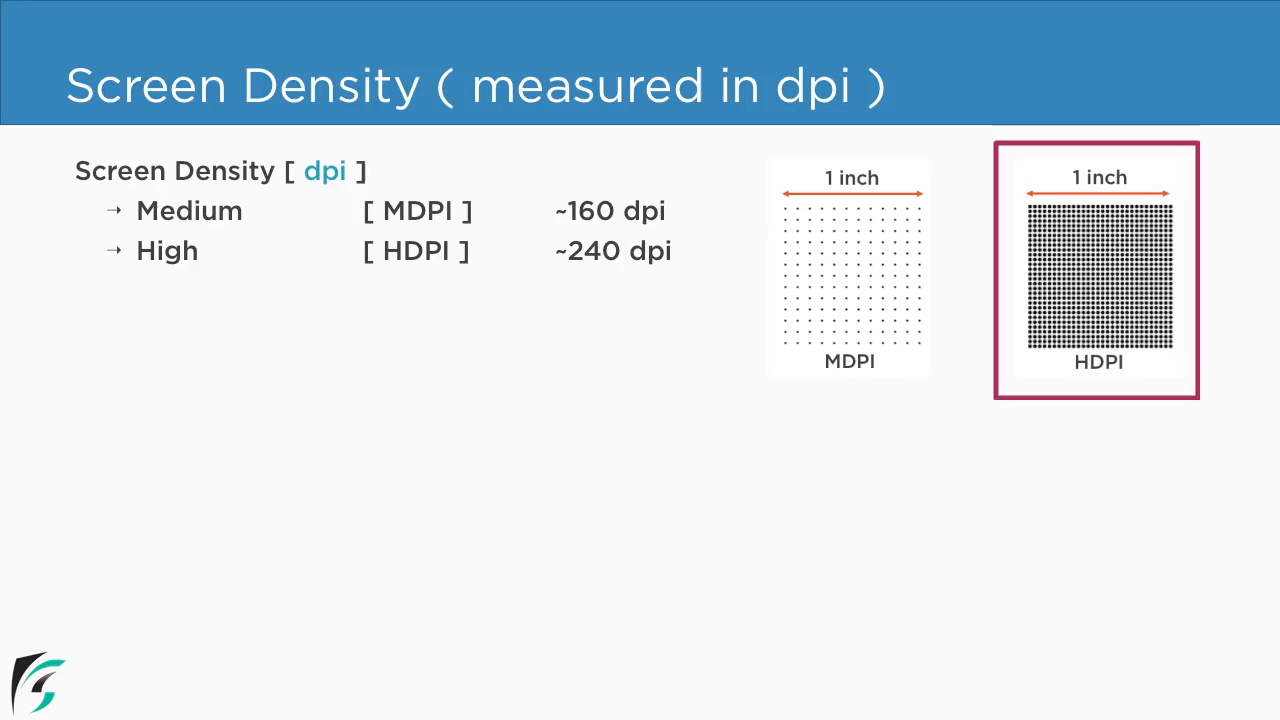 Screen Density ( measured in dpi )
Screen Density [ dpi ]
→ Medium [ MDPI ] ~160 dpi
→ High [ HDPI ] ~240 dpi
1 inch
MDPI
1 inch
HDPI